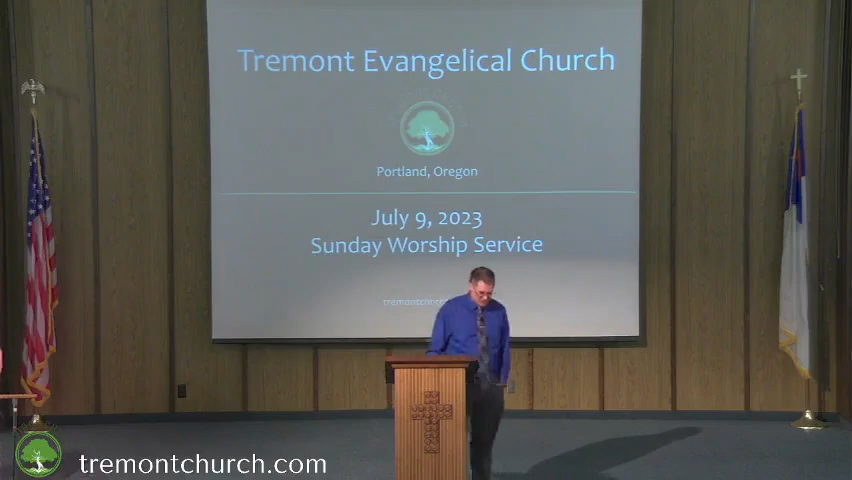 Tremont Evangelical Church
Portland, Oregon
July 9, 2023
Sunday Worship Service
tremontchurch.com